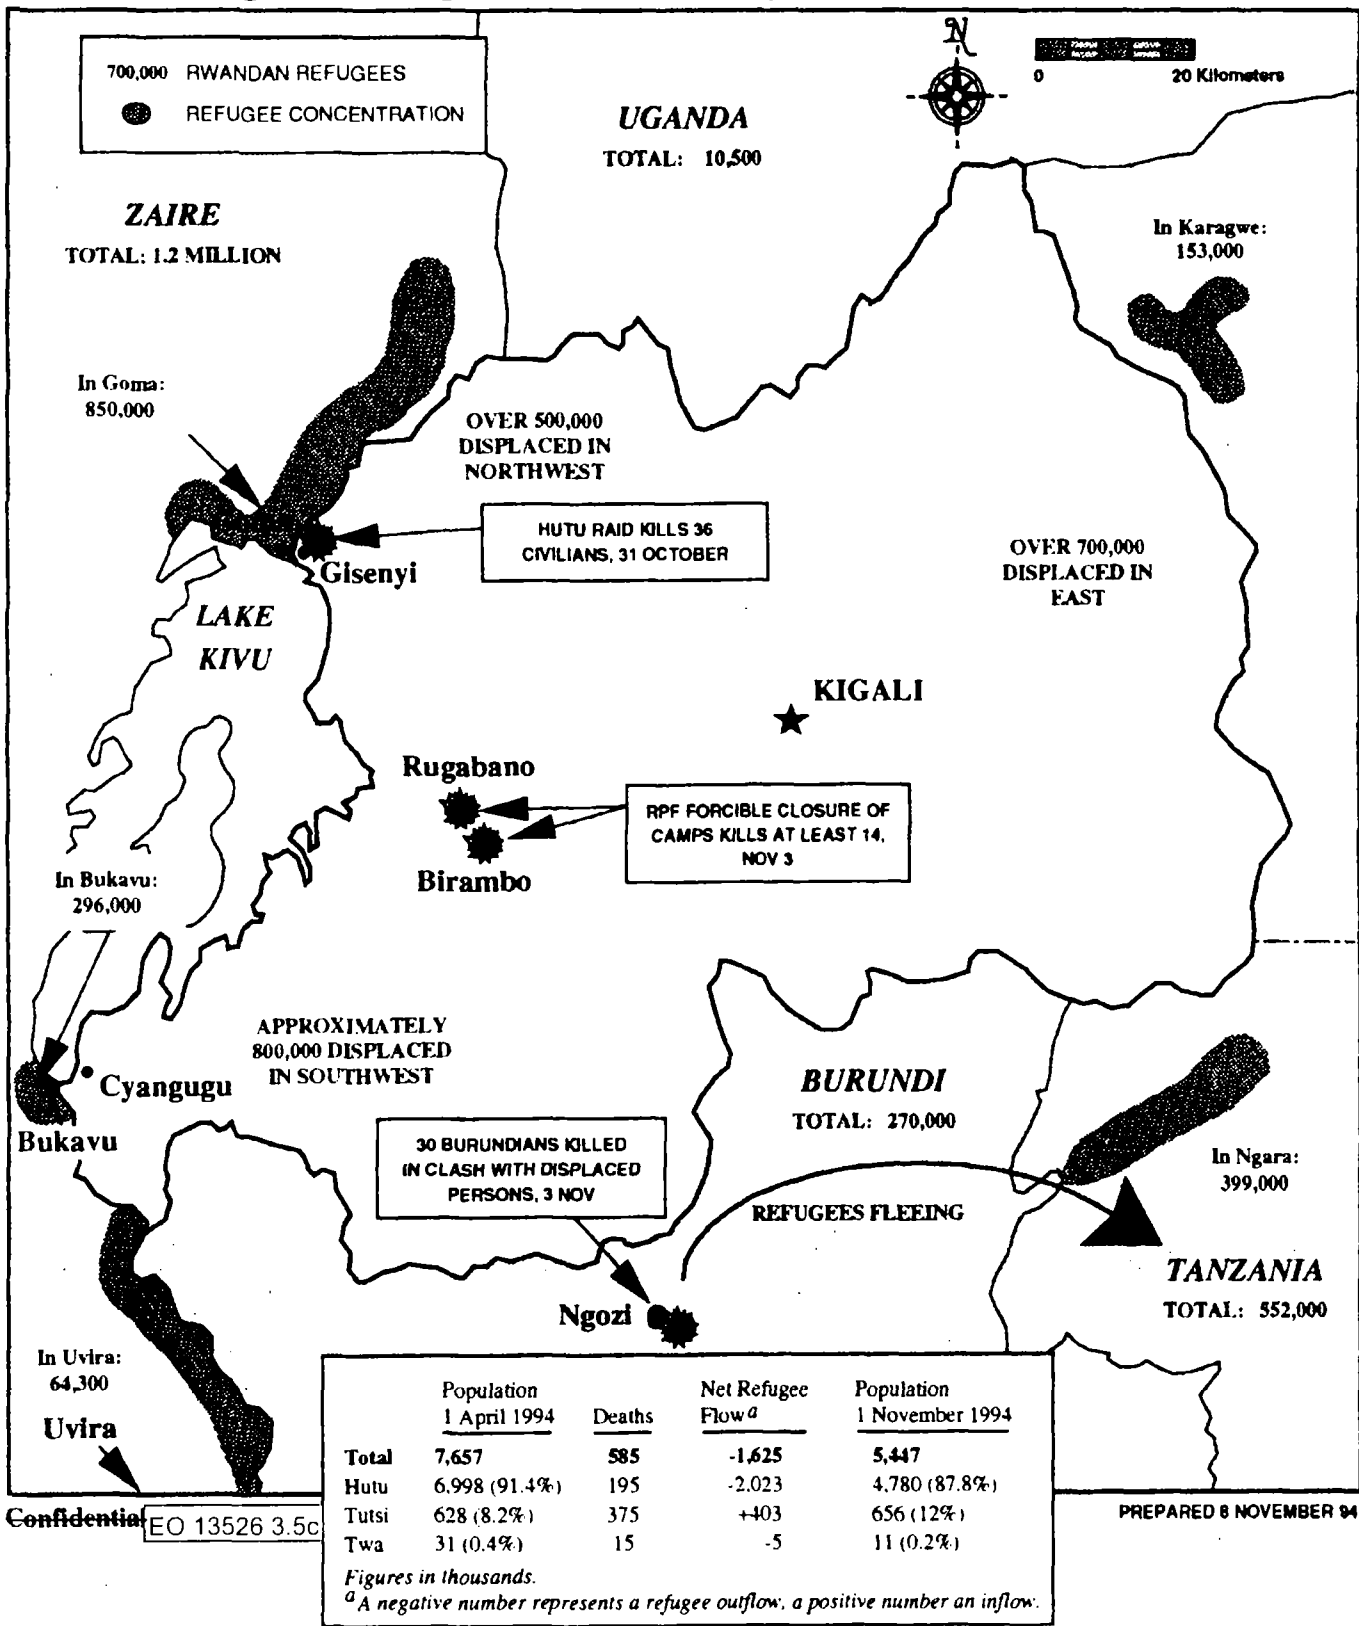 700,000 RWANDAN REFUGEES
REFUGEE CONCENTRATION
N
0 20 Kilometers
UGANDA
TOTAL: 10,500
ZAIRE
TOTAL: 1.2 MILLION
In Karagwe:
153,000
In Goma:
850,000
OVER 500,000
DISPLACED IN
NORTHWEST
HUTU RAID KILLS 36
CIVILIANS, 31 OCTOBER
Gisenyi
OVER 700,000
DISPLACED IN
EAST
LAKE
KIVU
KIGALI
Rugabano
RPF FORCIBLE CLOSURE OF
CAMPS KILLS AT LEAST 14,
NOV 3
Birambo
In Bukavu:
296,000
APPROXIMATELY
800,000 DISPLACED
IN SOUTHWEST
Cyangugu
Bukavu
BURUNDI
TOTAL: 270,000
30 BURUNDIANS KILLED
IN CLASH WITH DISPLACED
PERSONS, 3 NOV
In Ngara:
399,000
REFUGEES FLEEING
TANZANIA
TOTAL: 552,000
Ngozi
In Uvira:
64,300
Uvira
Population Net Refugee Population
1 April 1994 Deaths Flow a 1 November 1994
Total 7,657 585 -1,625 5,447
Hutu 6,998 (91.4%) 195 -2.023 4,780 (87.8%)
Tutsi 628 (8.2%) 375 +403 656 (12%)
Twa 31 (0.4%) 15 -5 11 (0.2%)
Figures in thousands.
a A negative number represents a refugee outflow, a positive number an inflow.
Confidential
EO 13526 3.5c
PREPARED 8 NOVEMBER 94